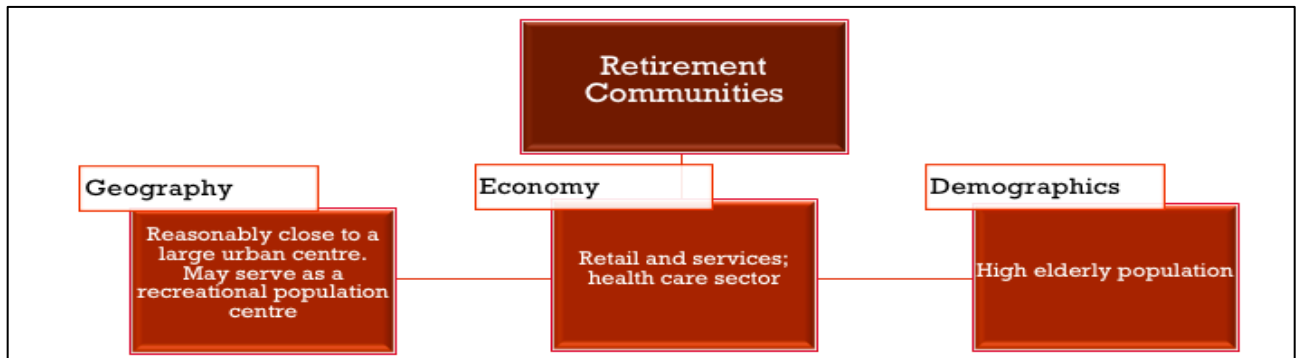 Retirement
Communities
Geography
Reasonably close to a
large urban centre.
May serve as a
recreational population
centre
Economy
Retail and services;
health care sector
Demographics
High elderly population